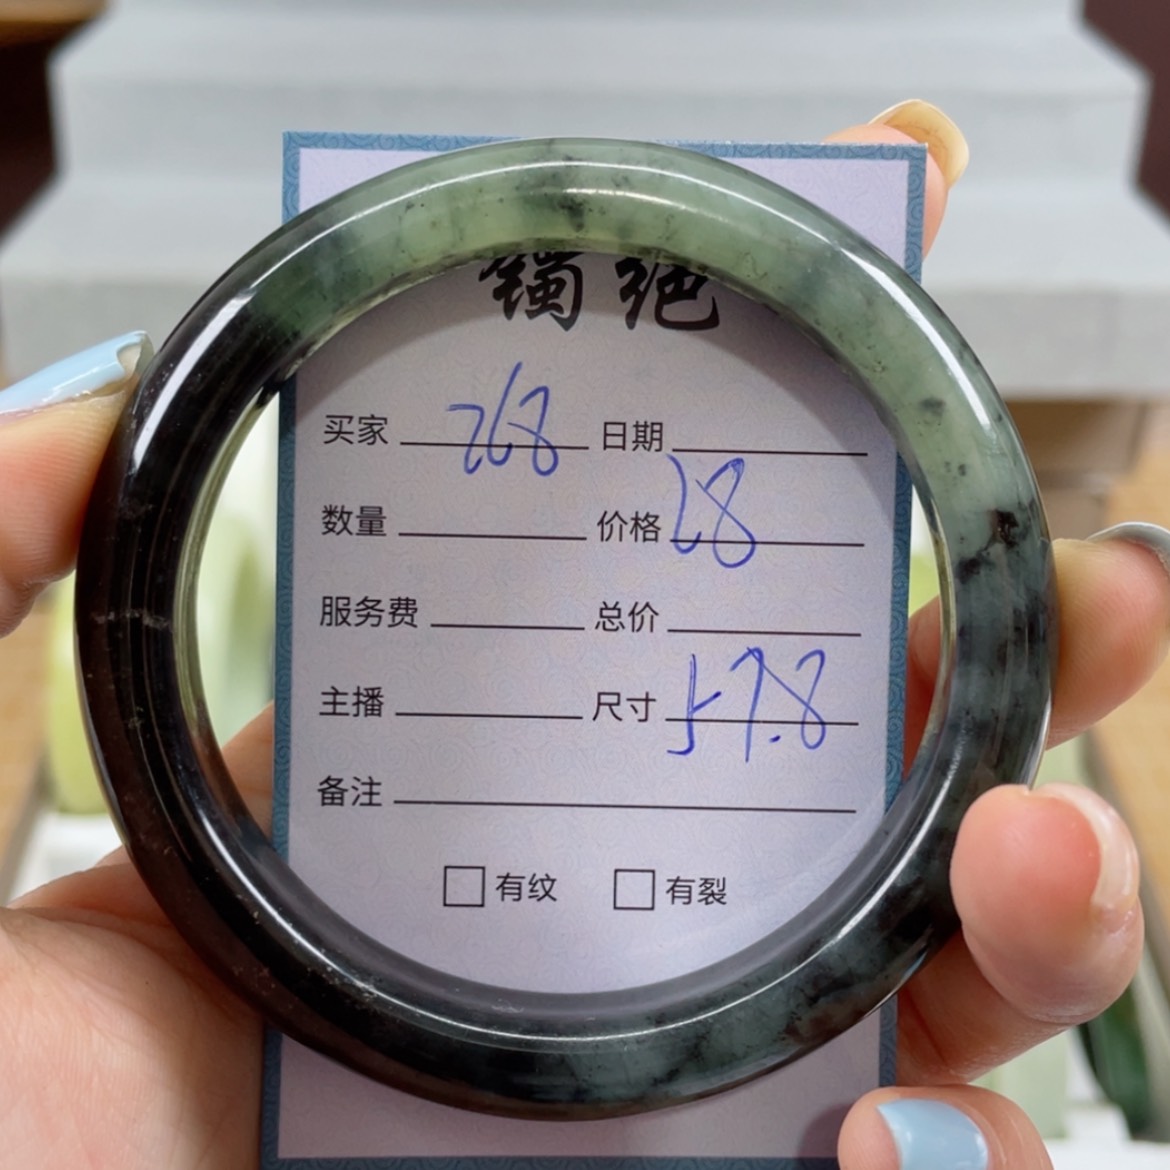 镯绝
买家 268 日期
数量 价格 28
服务费 总价
主播 尺寸 57.8
备注
有纹 有裂